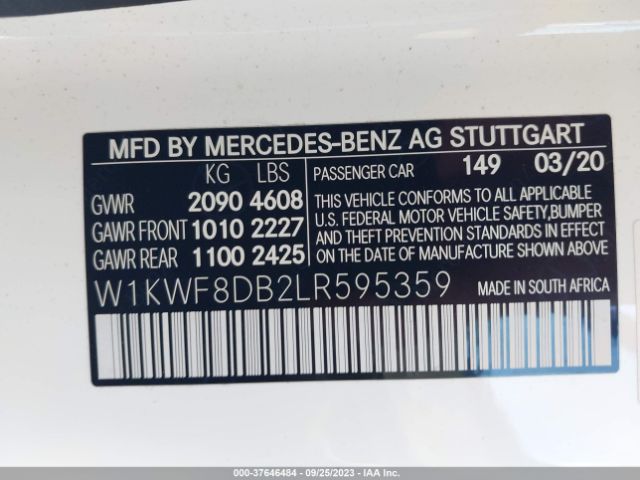 MFD BY MERCEDES-BENZ AG STUTTGART
KG LBS
GVWR 2090 4608
GAWR FRONT 1010 2227
GAWR REAR 1100 2425
PASSENGER CAR 149 03/20
THIS VEHICLE CONFORMS TO ALL APPLICABLE
U.S. FEDERAL MOTOR VEHICLE SAFETY,BUMPER
AND THEFT PREVENTION STANDARDS IN EFFECT
ON THE DATE OF MANUFACTURE SHOWN ABOVE
W1KWF8DB2LR595359 MADE IN SOUTH AFRICA
000-37646484 - 09/25/2023 - IAAI.COM